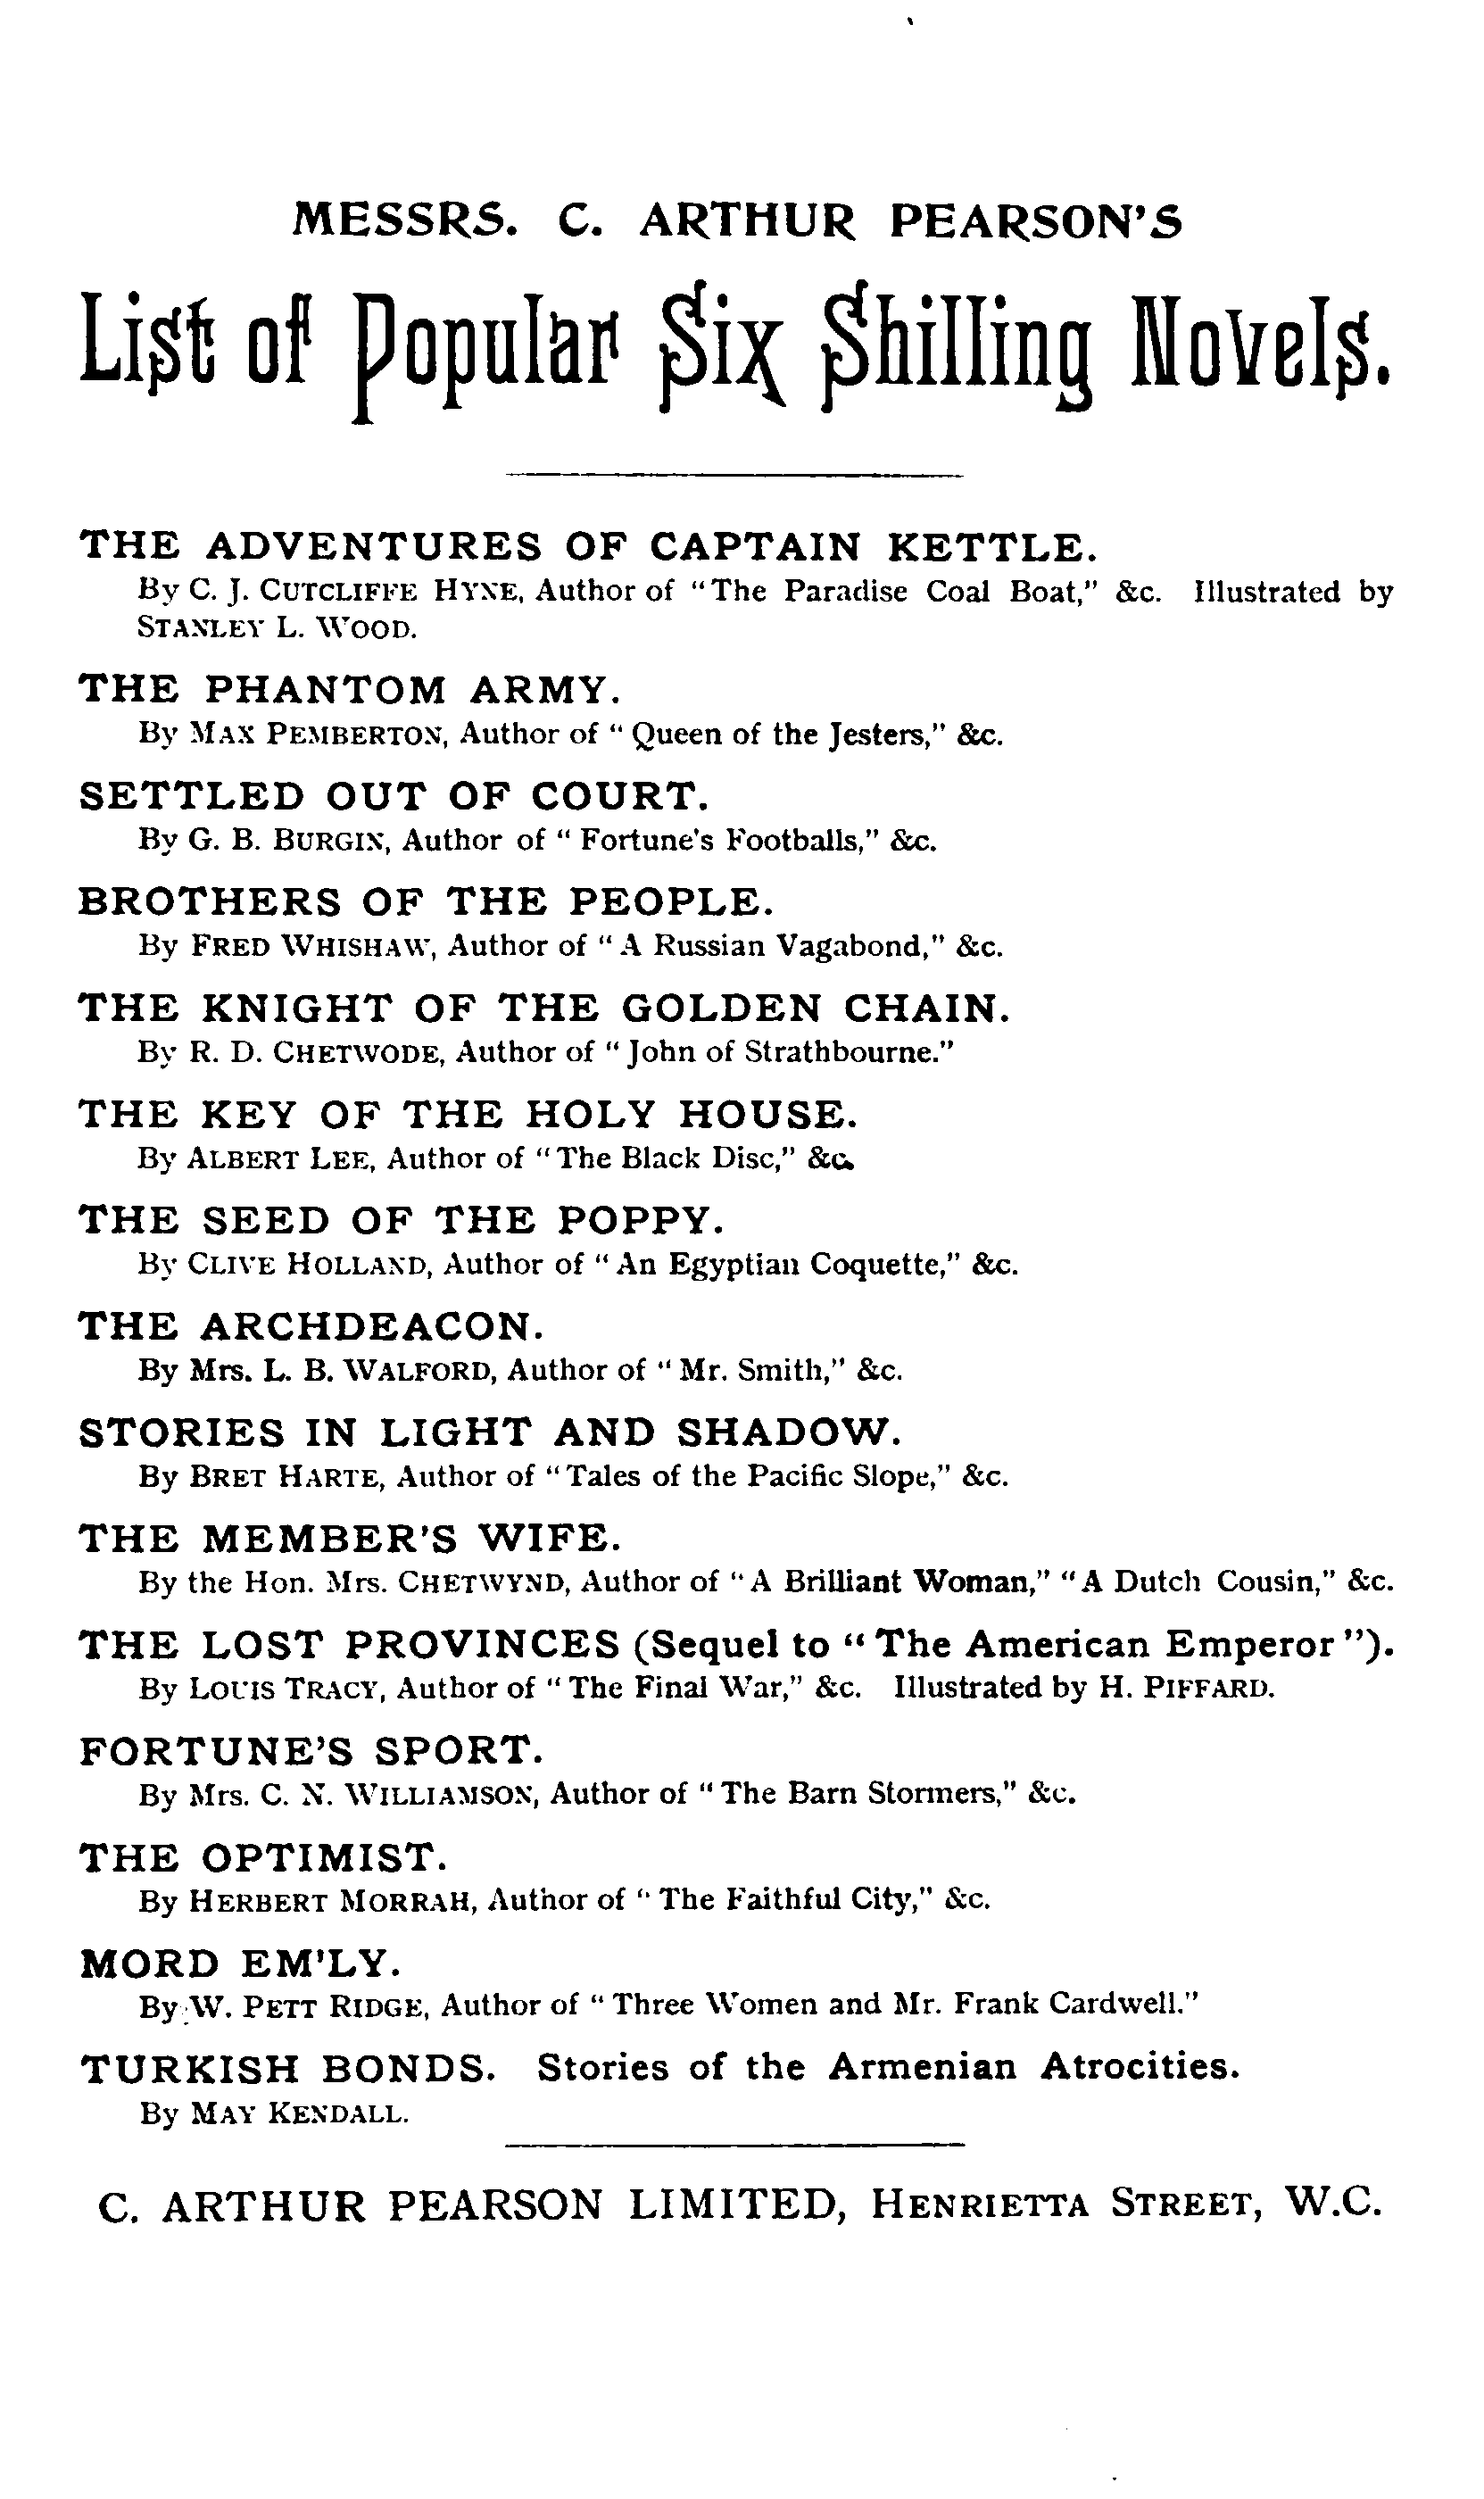 MESSRS. C. ARTHUR PEARSON'S
List of Popular Six Shilling Novels.
THE ADVENTURES OF CAPTAIN KETTLE.
By C. J. CUTCLIFFE HYNE, Author of "The Paradise Coal Boat," &c. Illustrated by
STANLEY L. WOOD.
THE PHANTOM ARMY.
By MAX PEMBERTON, Author of "Queen of the Jesters," &c.
SETTLED OUT OF COURT.
By G. B. BURGIN, Author of "Fortune's Footballs," &c.
BROTHERS OF THE PEOPLE.
By FRED WHISHAW, Author of "A Russian Vagabond," &c.
THE KNIGHT OF THE GOLDEN CHAIN.
By R. D. CHETWODE, Author of "John of Strathbourne."
THE KEY OF THE HOLY HOUSE.
By ALBERT LEE, Author of "The Black Disc," &c.
THE SEED OF THE POPPY.
By CLIVE HOLLAND, Author of "An Egyptian Coquette," &c.
THE ARCHDEACON.
By Mrs. L. B. WALFORD, Author of "Mr. Smith," &c.
STORIES IN LIGHT AND SHADOW.
By BRET HARTE, Author of "Tales of the Pacific Slope," &c.
THE MEMBER'S WIFE.
By the Hon. Mrs. CHETWYND, Author of "A Brilliant Woman," "A Dutch Cousin," &c.
THE LOST PROVINCES (Sequel to "The American Emperor").
By LOUIS TRACY, Author of "The Final War," &c. Illustrated by H. PIFFARD.
FORTUNE'S SPORT.
By Mrs. C. N. WILLIAMSON, Author of "The Barn Stormers," &c.
THE OPTIMIST.
By HERBERT MORRAH, Author of "The Faithful City," &c.
MORD EM'LY.
By W. PETT RIDGE, Author of "Three Women and Mr. Frank Cardwell."
TURKISH BONDS. Stories of the Armenian Atrocities.
By MAY KENDALL.
C. ARTHUR PEARSON LIMITED, HENRIETTA STREET, W.C.